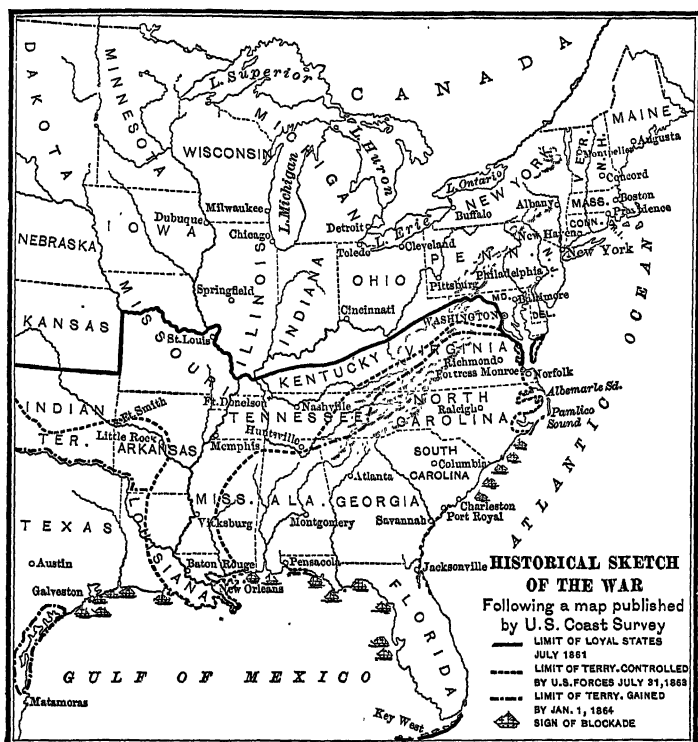 CANADA
DAKOTA
MINNESOTA
L. Superior
MICHIGAN
WISCONSIN
L. Michigan
L. Huron
MAINE
Augusta
VER.
N.H.
Montpelier
Concord
L. Ontario
NEW YORK
Buffalo
Albany
MASS.
Boston
CONN.
Providence
New Haven
New York
Milwaukee
Dubuque
IOWA
Chicago
Detroit
L. Erie
Toledo
Cleveland
PENN.
Pittsburg
Philadelphia
NEBRASKA
ILLINOIS
INDIANA
OHIO
Springfield
Cincinnati
MD.
Baltimore
DEL.
WASHINGTON
KANSAS
MISSOURI
St. Louis
KENTUCKY
VIRGINIA
Richmond
Fortress Monroe
Norfolk
INDIAN
TER.
Ft. Smith
Little Rock
ARKANSAS
Ft. Donelson
Nashville
TENNESSEE
Huntsville
Memphis
NORTH
CAROLINA
Raleigh
Albemarle Sd.
Pamlico
Sound
SOUTH
CAROLINA
Columbia
Atlanta
MISS.
ALA.
GEORGIA
Charleston
Port Royal
Savannah
Vicksburg
Montgomery
TEXAS
Austin
LOUISIANA
Baton Rouge
New Orleans
Pensacola
Jacksonville
Galveston
FLORIDA
ATLANTIC
OCEAN
GULF OF MEXICO
Matamoras
Key West
HISTORICAL SKETCH
OF THE WAR
Following a map published
by U.S. Coast Survey
LIMIT OF LOYAL STATES
JULY 1861
LIMIT OF TERRY. CONTROLLED
BY U.S. FORCES JULY 31, 1863
LIMIT OF TERRY. GAINED
BY JAN. 1, 1864
SIGN OF BLOCKADE